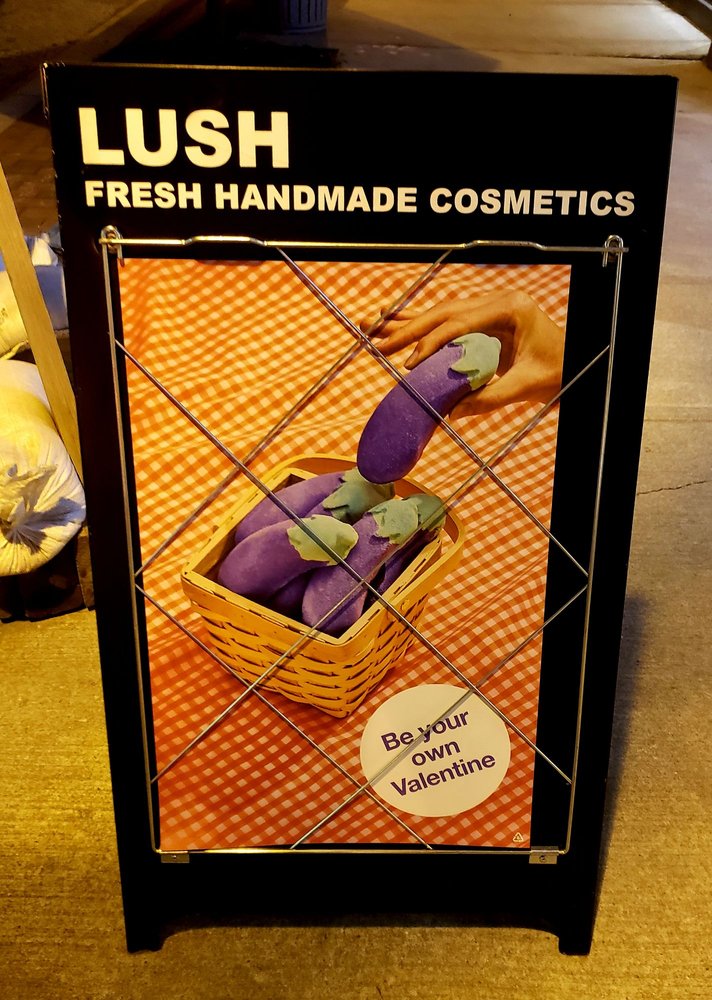 LUSH
FRESH HANDMADE COSMETICS
Be your
own
Valentine